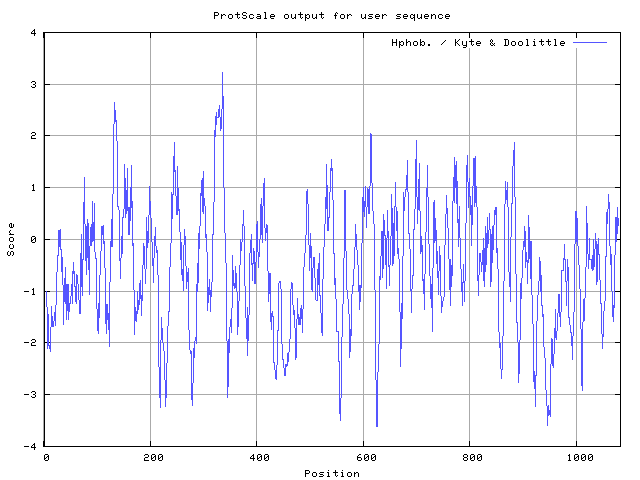 ProtScale output for user sequence
Hphob. / Kyte & Doolittle
4
3
2
1
0
-1
-2
-3
-4
Score
0 200 400 600 800 1000
Position